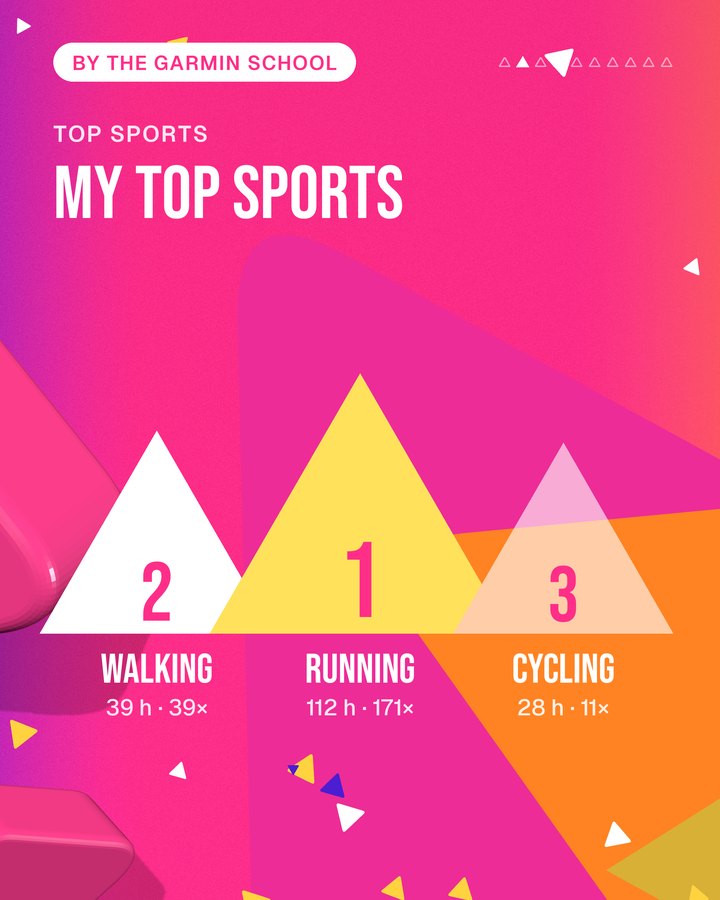 BY THE GARMIN SCHOOL
TOP SPORTS
MY TOP SPORTS
2
1
3
WALKING
RUNNING
CYCLING
39 h · 39×
112 h · 171×
28 h · 11×